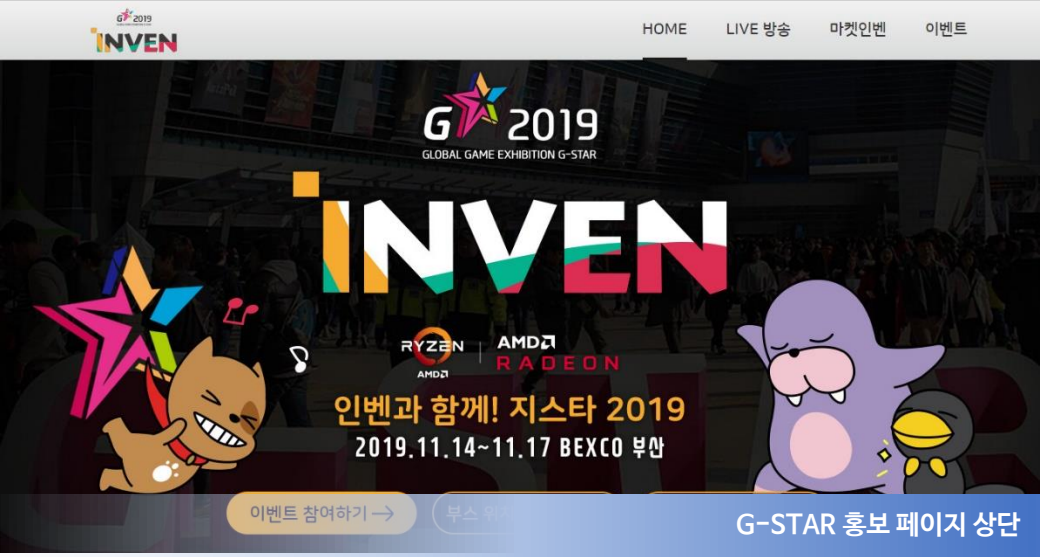 G 2019
INVEN
HOME
LIVE 방송
마켓인벤
이벤트
G 2019
GLOBAL GAME EXHIBITION G-STAR
INVEN
RYZEN
AMD
AMD
RADEON
인벤과 함께! 지스타 2019
2019.11.14~11.17 BEXCO 부산
이벤트 참여하기 →
부스
G-STAR 홍보 페이지 상단